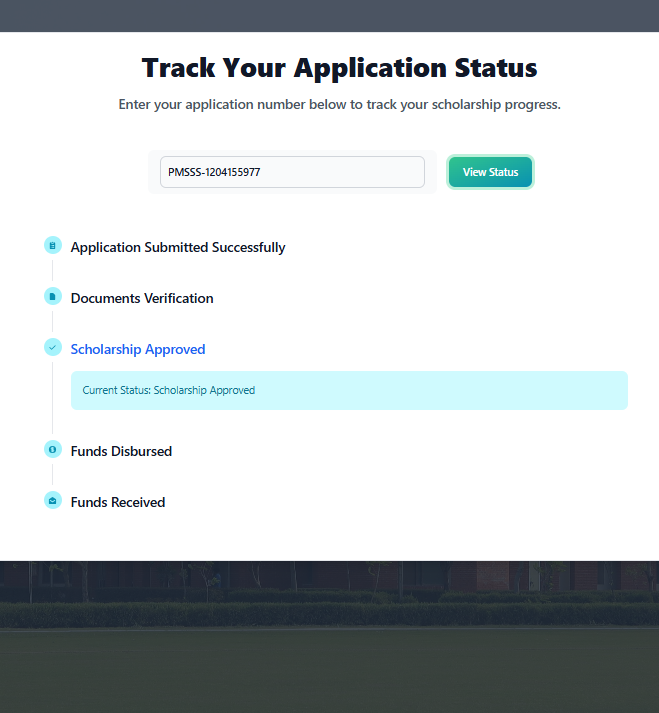 Track Your Application Status
Enter your application number below to track your scholarship progress.
PMSSS-1204155977
View Status
Application Submitted Successfully
Documents Verification
Scholarship Approved
Current Status: Scholarship Approved
Funds Disbursed
Funds Received